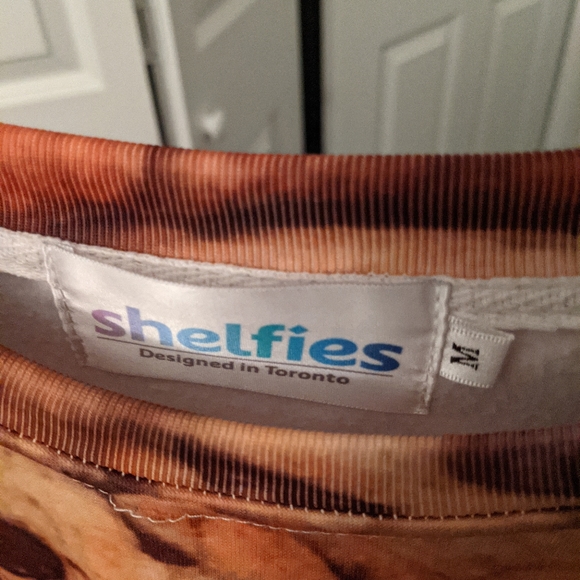 shelfies
Designed in Toronto
M